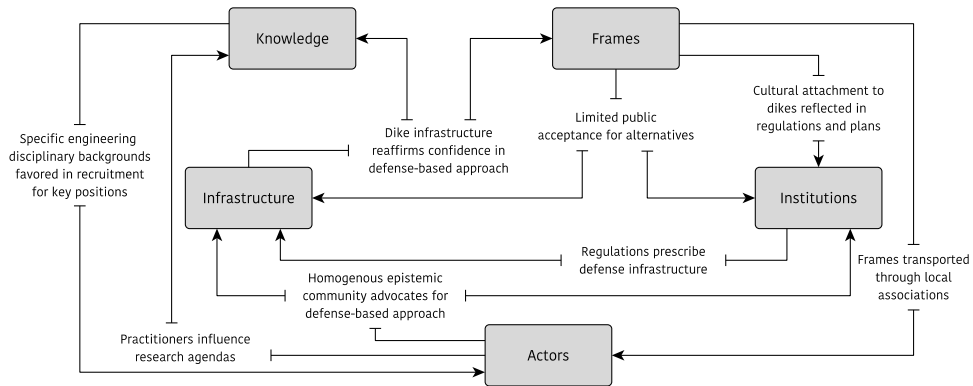 Knowledge
Frames
Cultural attachment to
dikes reflected in
regulations and plans
Limited public
acceptance for alternatives
Dike infrastructure
reaffirms confidence in
defense-based approach
Specific engineering
disciplinary backgrounds
favored in recruitment
for key positions
Infrastructure
Institutions
Regulations prescribe
defense infrastructure
Frames transported
through local
associations
Homogenous epistemic
community advocates for
defense-based approach
Practitioners influence
research agendas
Actors